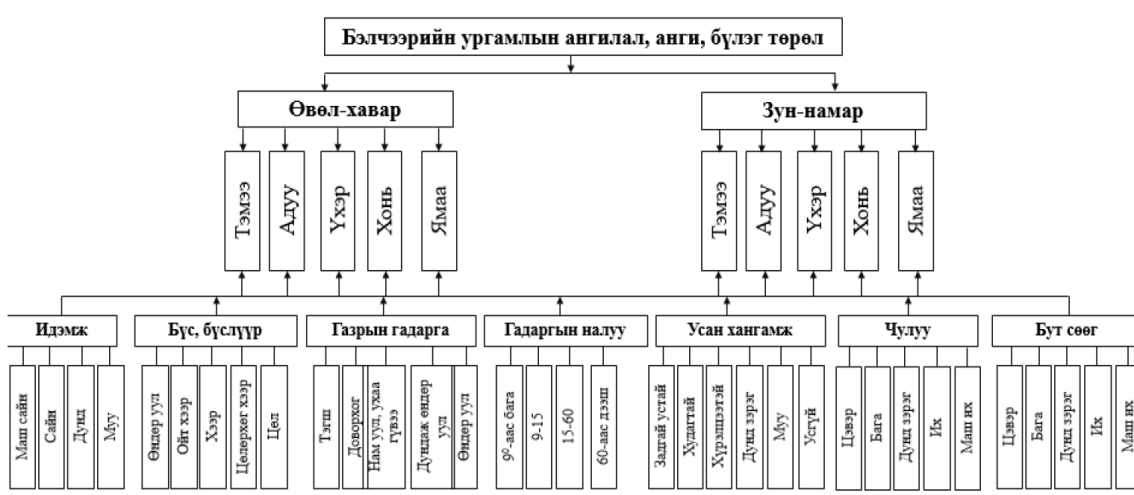 Бэлчээрийн ургамлын ангилал, анги, бүлэг төрөл
Өвөл-хавар
Зун-намар
Тэмээ
Адуу
Үхэр
Хонь
Ямаа
Тэмээ
Адуу
Үхэр
Хонь
Ямаа
Идэмж
Бүс, бүслүүр
Газрын гадарга
Гадаргын налуу
Усан хангамж
Чулуу
Бут сөөг
Маш сайн
Сайн
Дунд
Муу
Өндөр уул
Ойт хээр
Хээр
Цөлөрхөг хээр
Цөл
Тэгш
Доворхог
Нам уул, ухаа
гүвээ
Дундаж өндөр
уул
Өндөр уул
9⁰-аас бага
9-15
15-60
60-аас дээш
Задгай устай
Худагтай
Хүрэлцээтэй
Дунд зэрэг
Муу
Усгүй
Цэвэр
Бага
Дунд зэрэг
Их
Маш их
Цэвэр
Бага
Дунд зэрэг
Их
Маш их